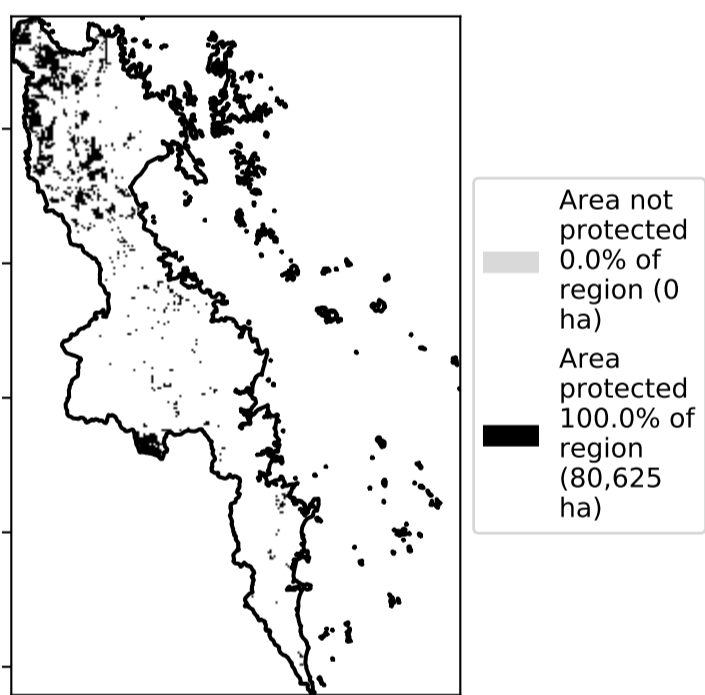 Area not
protected
0.0% of
region (0
ha)
Area
protected
100.0% of
region
(80,625
ha)